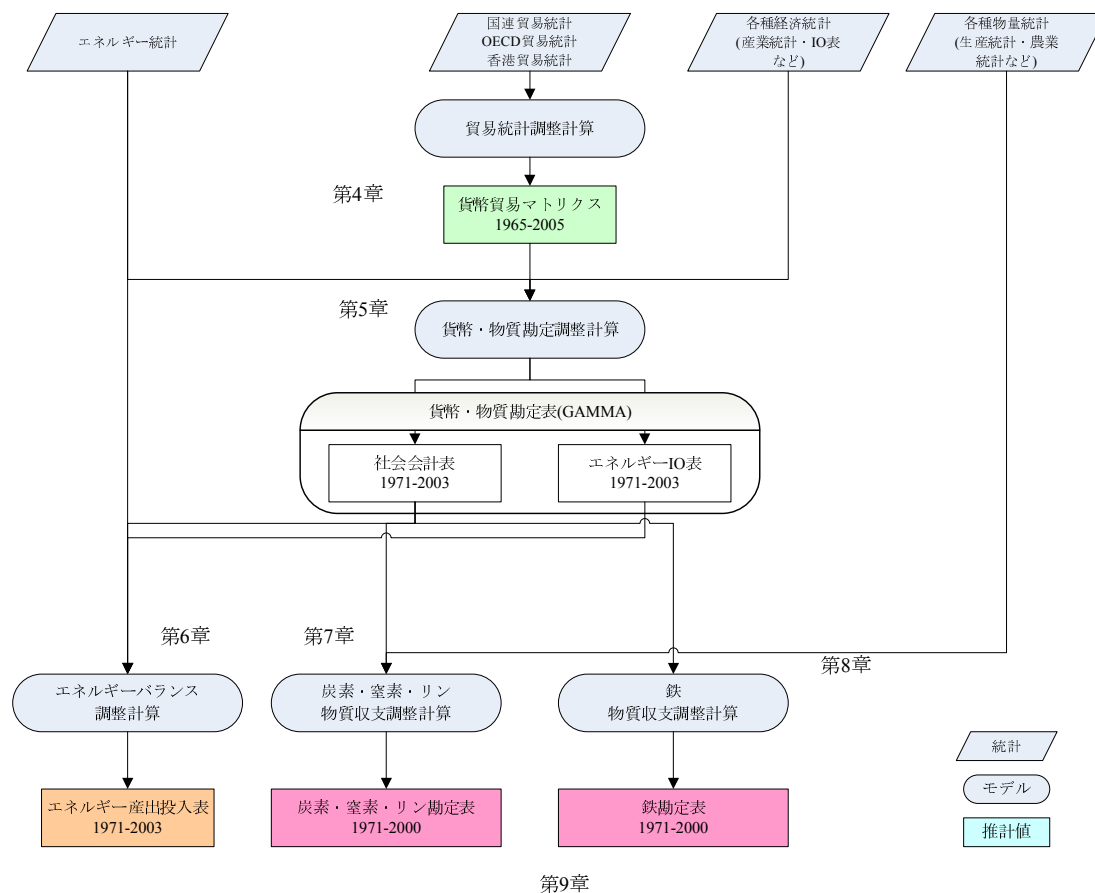 エネルギー統計
国連貿易統計
OECD貿易統計
香港貿易統計
各種経済統計
(産業統計・IO表
など)
各種物量統計
(生産統計・農業
統計など)
貿易統計調整計算
第4章
貨幣貿易マトリクス
1965-2005
第5章
貨幣・物質勘定調整計算
貨幣・物質勘定表(GAMMA)
社会会計表
1971-2003
エネルギーIO表
1971-2003
第6章
第7章
第8章
エネルギーバランス
調整計算
炭素・窒素・リン
物質収支調整計算
鉄
物質収支調整計算
統計
モデル
エネルギー産出投入表
1971-2003
炭素・窒素・リン勘定表
1971-2000
鉄勘定表
1971-2000
推計値
第9章